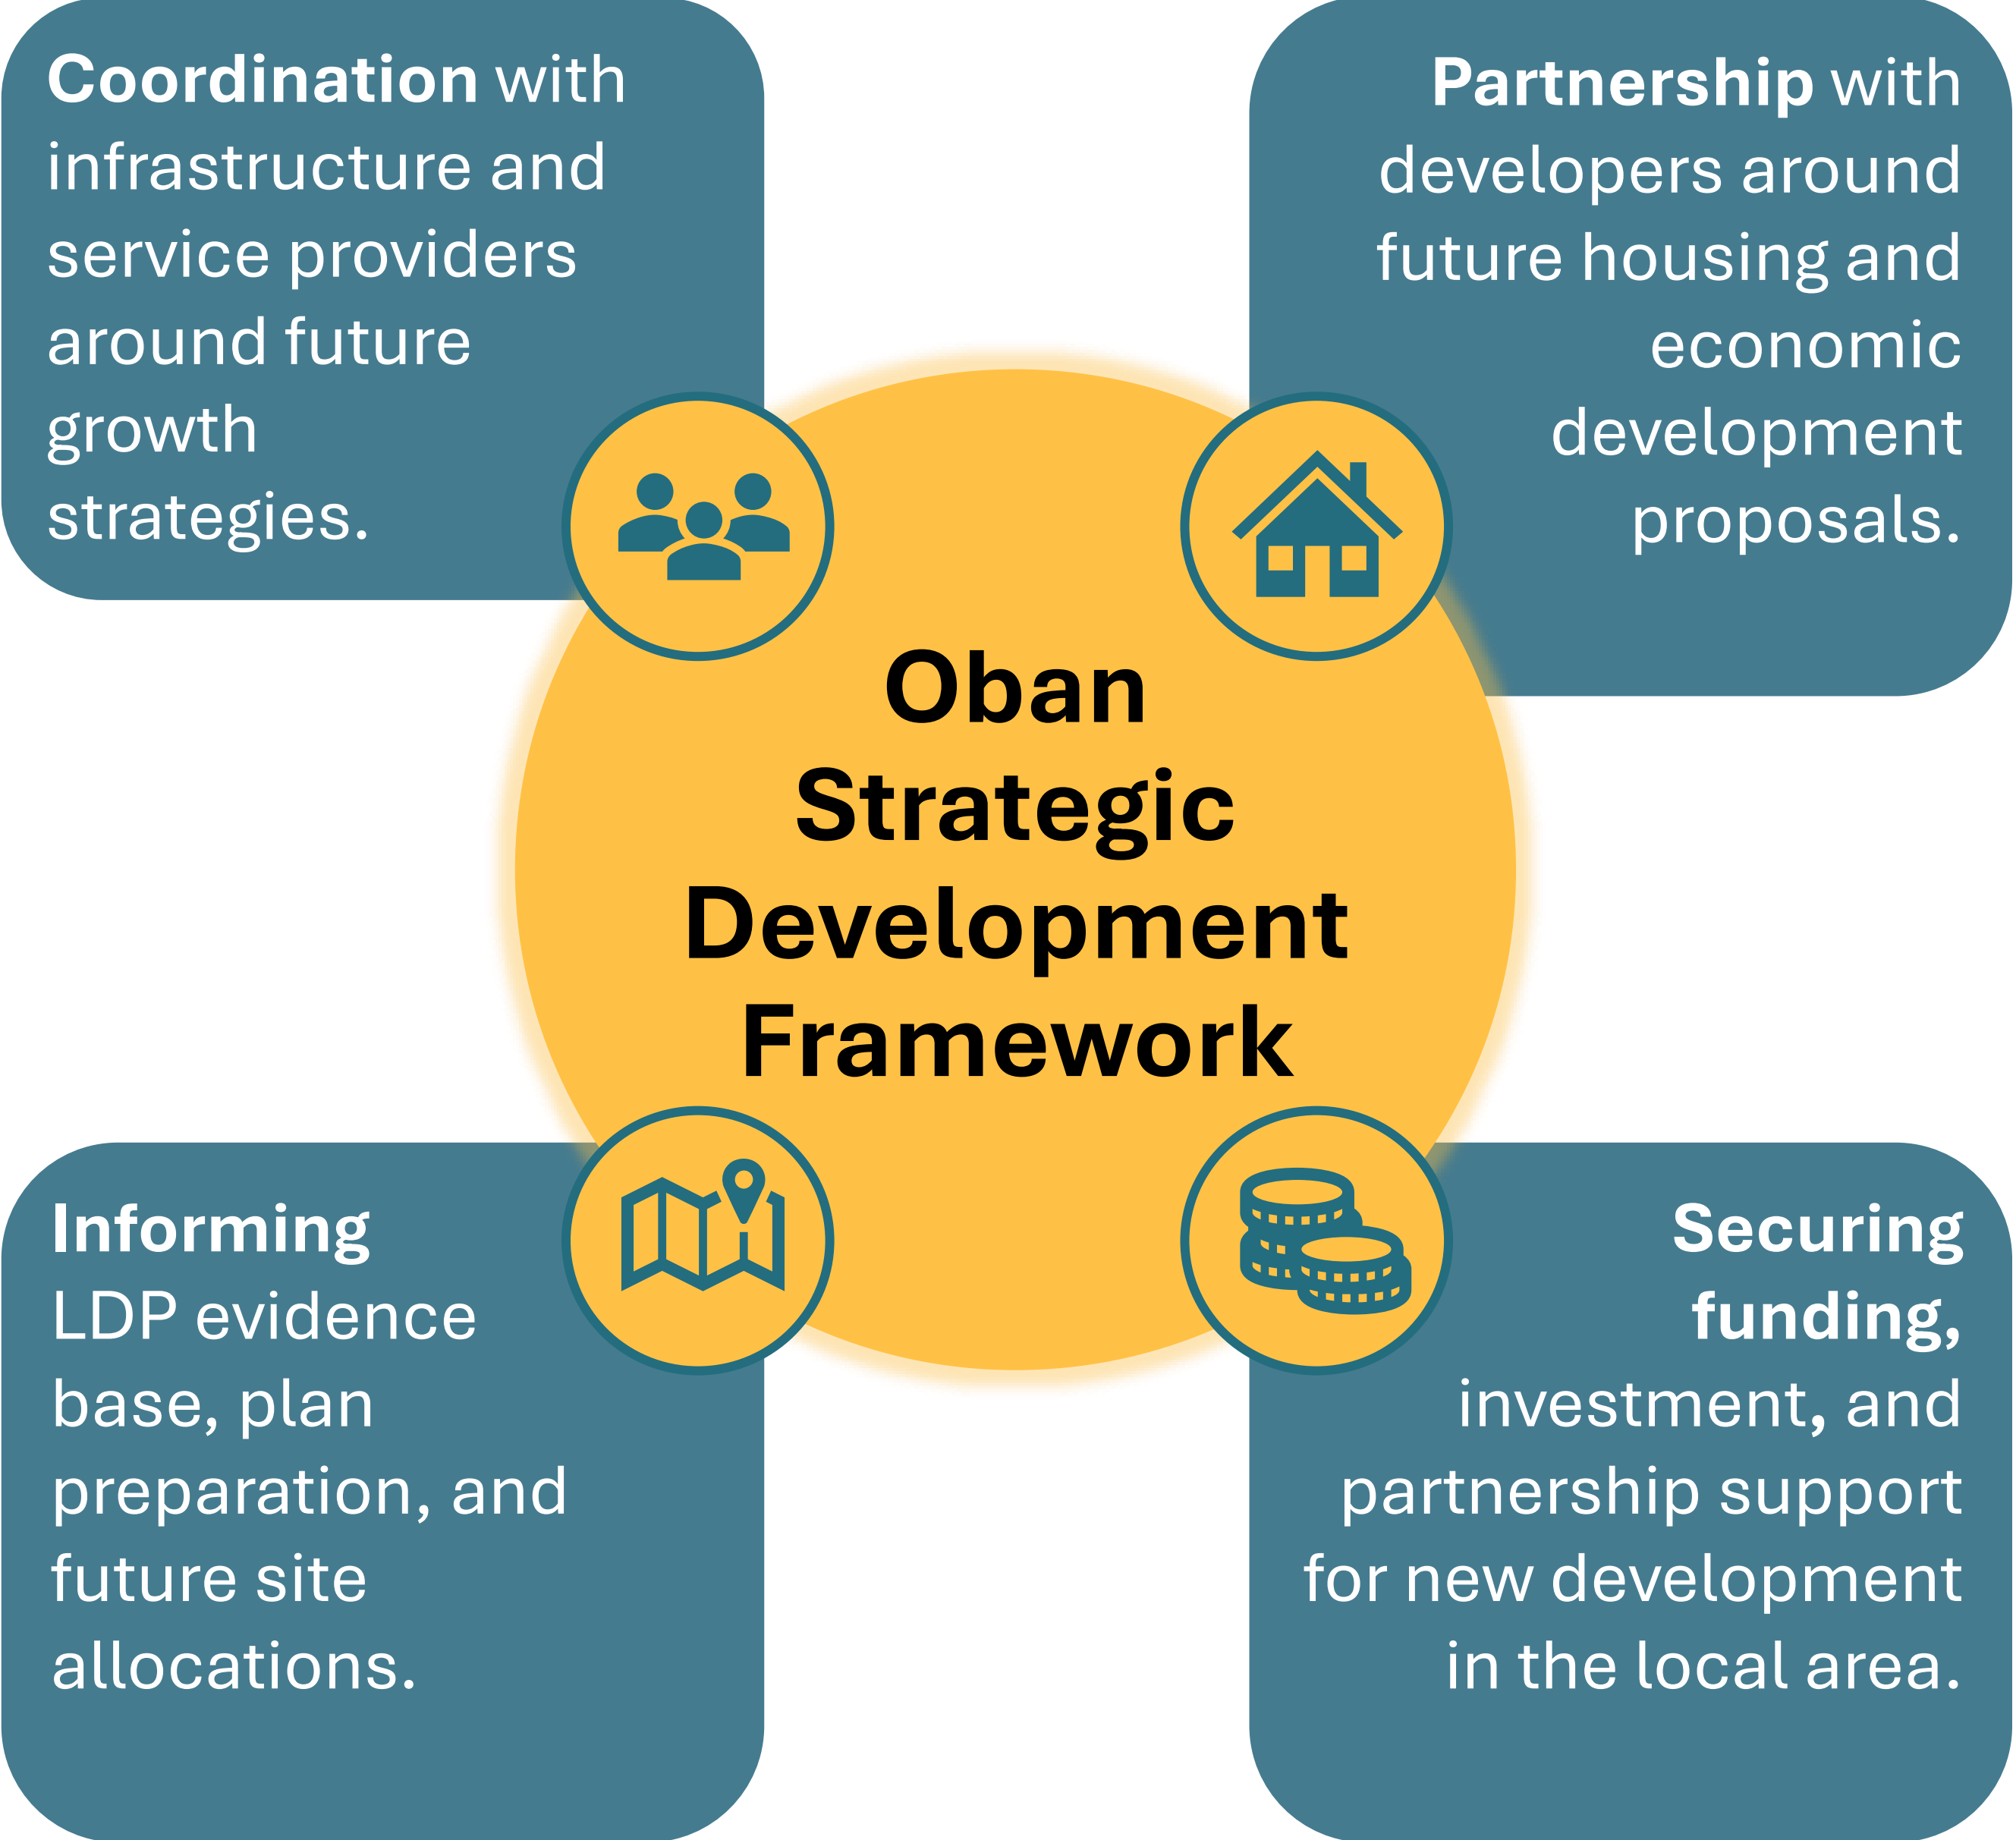 Coordination with
infrastructure and
service providers
around future
growth
strategies.
Partnership with
developers around
future housing and
economic
development
proposals.
Oban
Strategic
Development
Framework
Informing
LDP evidence
base, plan
preparation, and
future site
allocations.
Securing
funding,
investment, and
partnership support
for new development
in the local area.